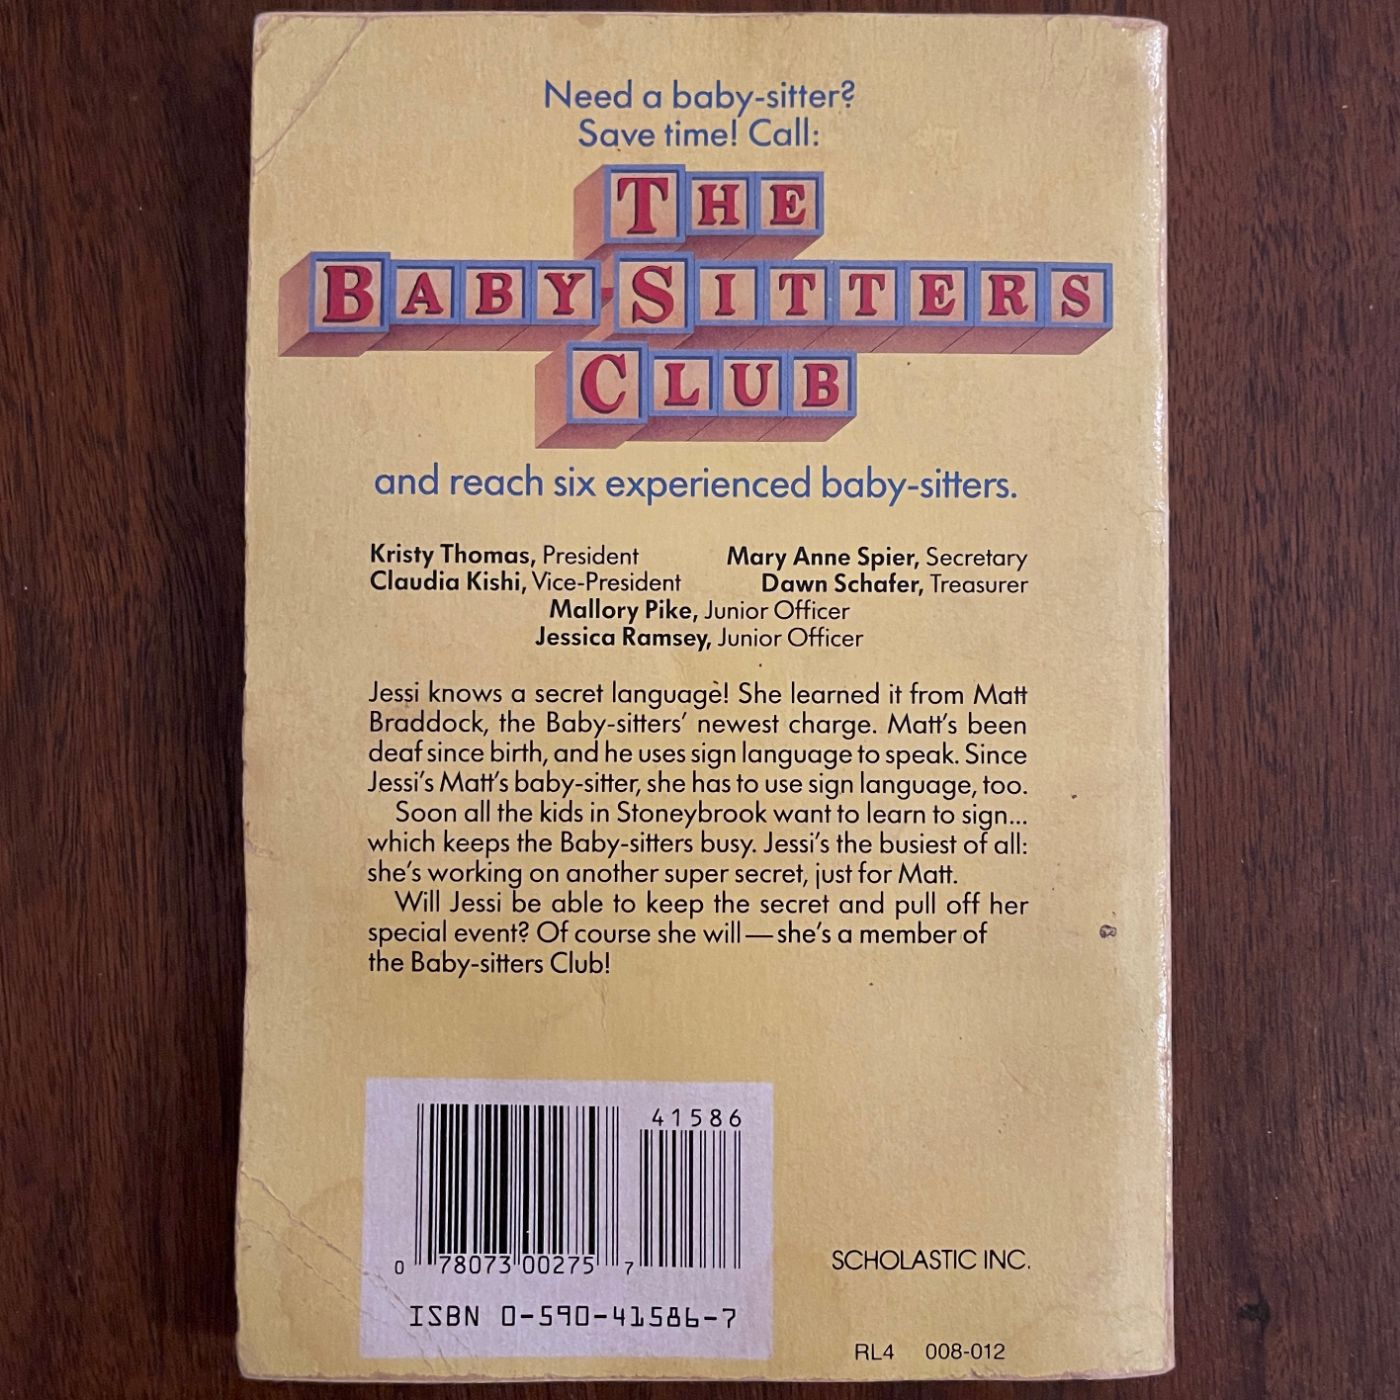 Need a baby-sitter?
Save time! Call:
THE
BABY-SITTERS
CLUB
and reach six experienced baby-sitters.
Kristy Thomas, President Mary Anne Spier, Secretary
Claudia Kishi, Vice-President Dawn Schafer, Treasurer
Mallory Pike, Junior Officer
Jessica Ramsey, Junior Officer
Jessi knows a secret language! She learned it from Matt
Braddock, the Baby-sitters' newest charge. Matt's been
deaf since birth, and he uses sign language to speak. Since
Jessi's Matt's baby-sitter, she has to use sign language, too.
Soon all the kids in Stoneybrook want to learn to sign...
which keeps the Baby-sitters busy. Jessi's the busiest of all:
she's working on another super secret, just for Matt.
Will Jessi be able to keep the secret and pull off her
special event? Of course she will—she's a member of
the Baby-sitters Club!
41586
0 78073 00275 7
ISBN 0-590-41586-7
SCHOLASTIC INC.
RL4 008-012